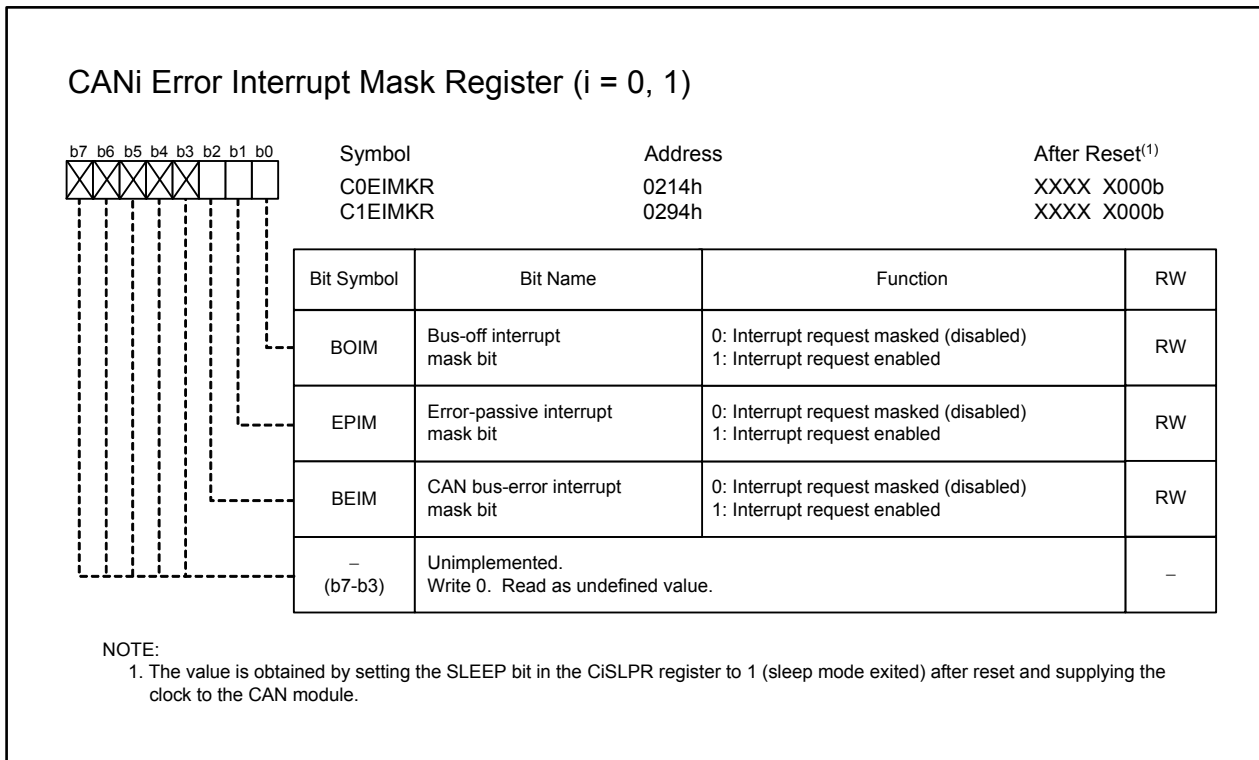 CANi Error Interrupt Mask Register (i = 0, 1)
b7 b6 b5 b4 b3 b2 b1 b0
Symbol Address After Reset(1)
C0EIMKR 0214h XXXX X000b
C1EIMKR 0294h XXXX X000b
Bit Symbol Bit Name Function RW
BOIM Bus-off interrupt mask bit 0: Interrupt request masked (disabled) RW
1: Interrupt request enabled
EPIM Error-passive interrupt mask bit 0: Interrupt request masked (disabled) RW
1: Interrupt request enabled
BEIM CAN bus-error interrupt mask bit 0: Interrupt request masked (disabled) RW
1: Interrupt request enabled
–
(b7-b3)
Unimplemented.
Write 0. Read as undefined value.
–
NOTE:
1. The value is obtained by setting the SLEEP bit in the CiSLPR register to 1 (sleep mode exited) after reset and supplying the
clock to the CAN module.